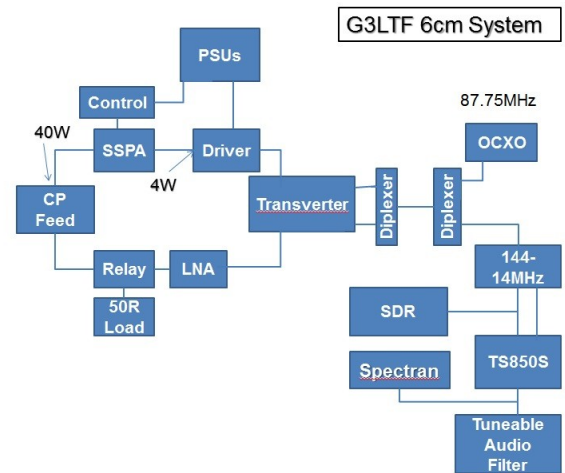 G3LTF 6cm System
PSUs
Control
87.75MHz
40W
SSPA
Driver
OCXO
4W
CP
Feed
Transverter
Diplexer
Diplexer
Relay
LNA
144-
14MHz
50R
Load
SDR
TS850S
Spectran
Tuneable
Audio
Filter